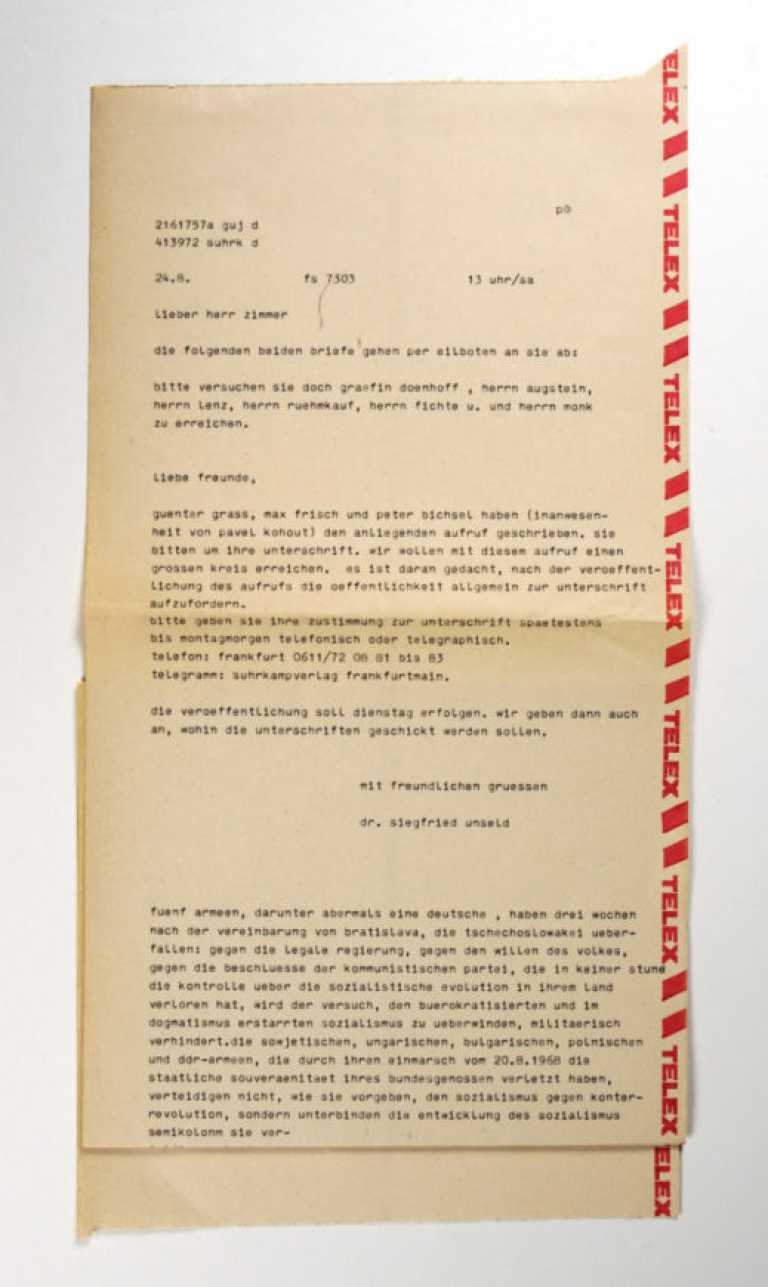 pö
2161757a guj d
413972 suhrk d
24.8. fs 7303 13 uhr/sa
lieber herr zimmer
die folgenden beiden briefe gehen per eilboten an sie ab:
bitte versuchen sie doch graefin doenhoff , herrn augstein,
herrn lenz, herrn ruehmkauf, herrn fichte u. und herrn monk
zu erreichen.
liebe freunde,
guenter grass, max frisch und peter bichsel haben (inanwesen-
heit von pavel kohout) den anliegenden aufruf geschrieben. sie
bitten um ihre unterschrift. wir wollen mit diesem aufruf einen
grossen kreis erreichen. es ist daran gedacht, nach der veroeffent-
lichung des aufrufs die oeffentlichkeit allgemein zur unterschrift
aufzufordern.
bitte geben sie ihre zustimmung zur unterschrift spaetestens
bis montagmorgen telefonisch oder telegraphisch.
telefon: frankfurt 0611/72 08 81 bis 83
telegramm: suhrkampverlag frankfurtmain.
die veroeffentlichung soll dienstag erfolgen. wir geben dann auch
an, wohin die unterschriften geschickt werden sollen.
mit freundlichen gruessen
dr. siegfried unseld
fuenf armeen, darunter abermals eine deutsche , haben drei wochen
nach der vereinbarung von bratislava, die tschechoslowakei ueber-
fallen: gegen die legale regierung, gegen den willen des volkes,
gegen die beschluesse der kommunistischen partei, die in keiner stunde
die kontrolle ueber die sozialistische evolution in ihrem land
verloren hat, wird der versuch, den buerokratisierten und im
dogmatismus erstarrten sozialismus zu ueberwinden, militaerisch
verhindert.die sowjetischen, ungarischen, bulgarischen, polnischen
und ddr-armeen, die durch ihren einmarsch vom 20.8.1968 die
staatliche souveraenitaet ihres bundesgenossen verletzt haben,
verteidigen nicht, wie sie vorgeben, den sozialismus gegen konter-
revolution, sondern unterbinden die entwicklung des sozialismus
semikolonm sie ver-
ELEX
TELEX
TELEX
TELEX
TELEX
TELEX
TELEX
ELEX